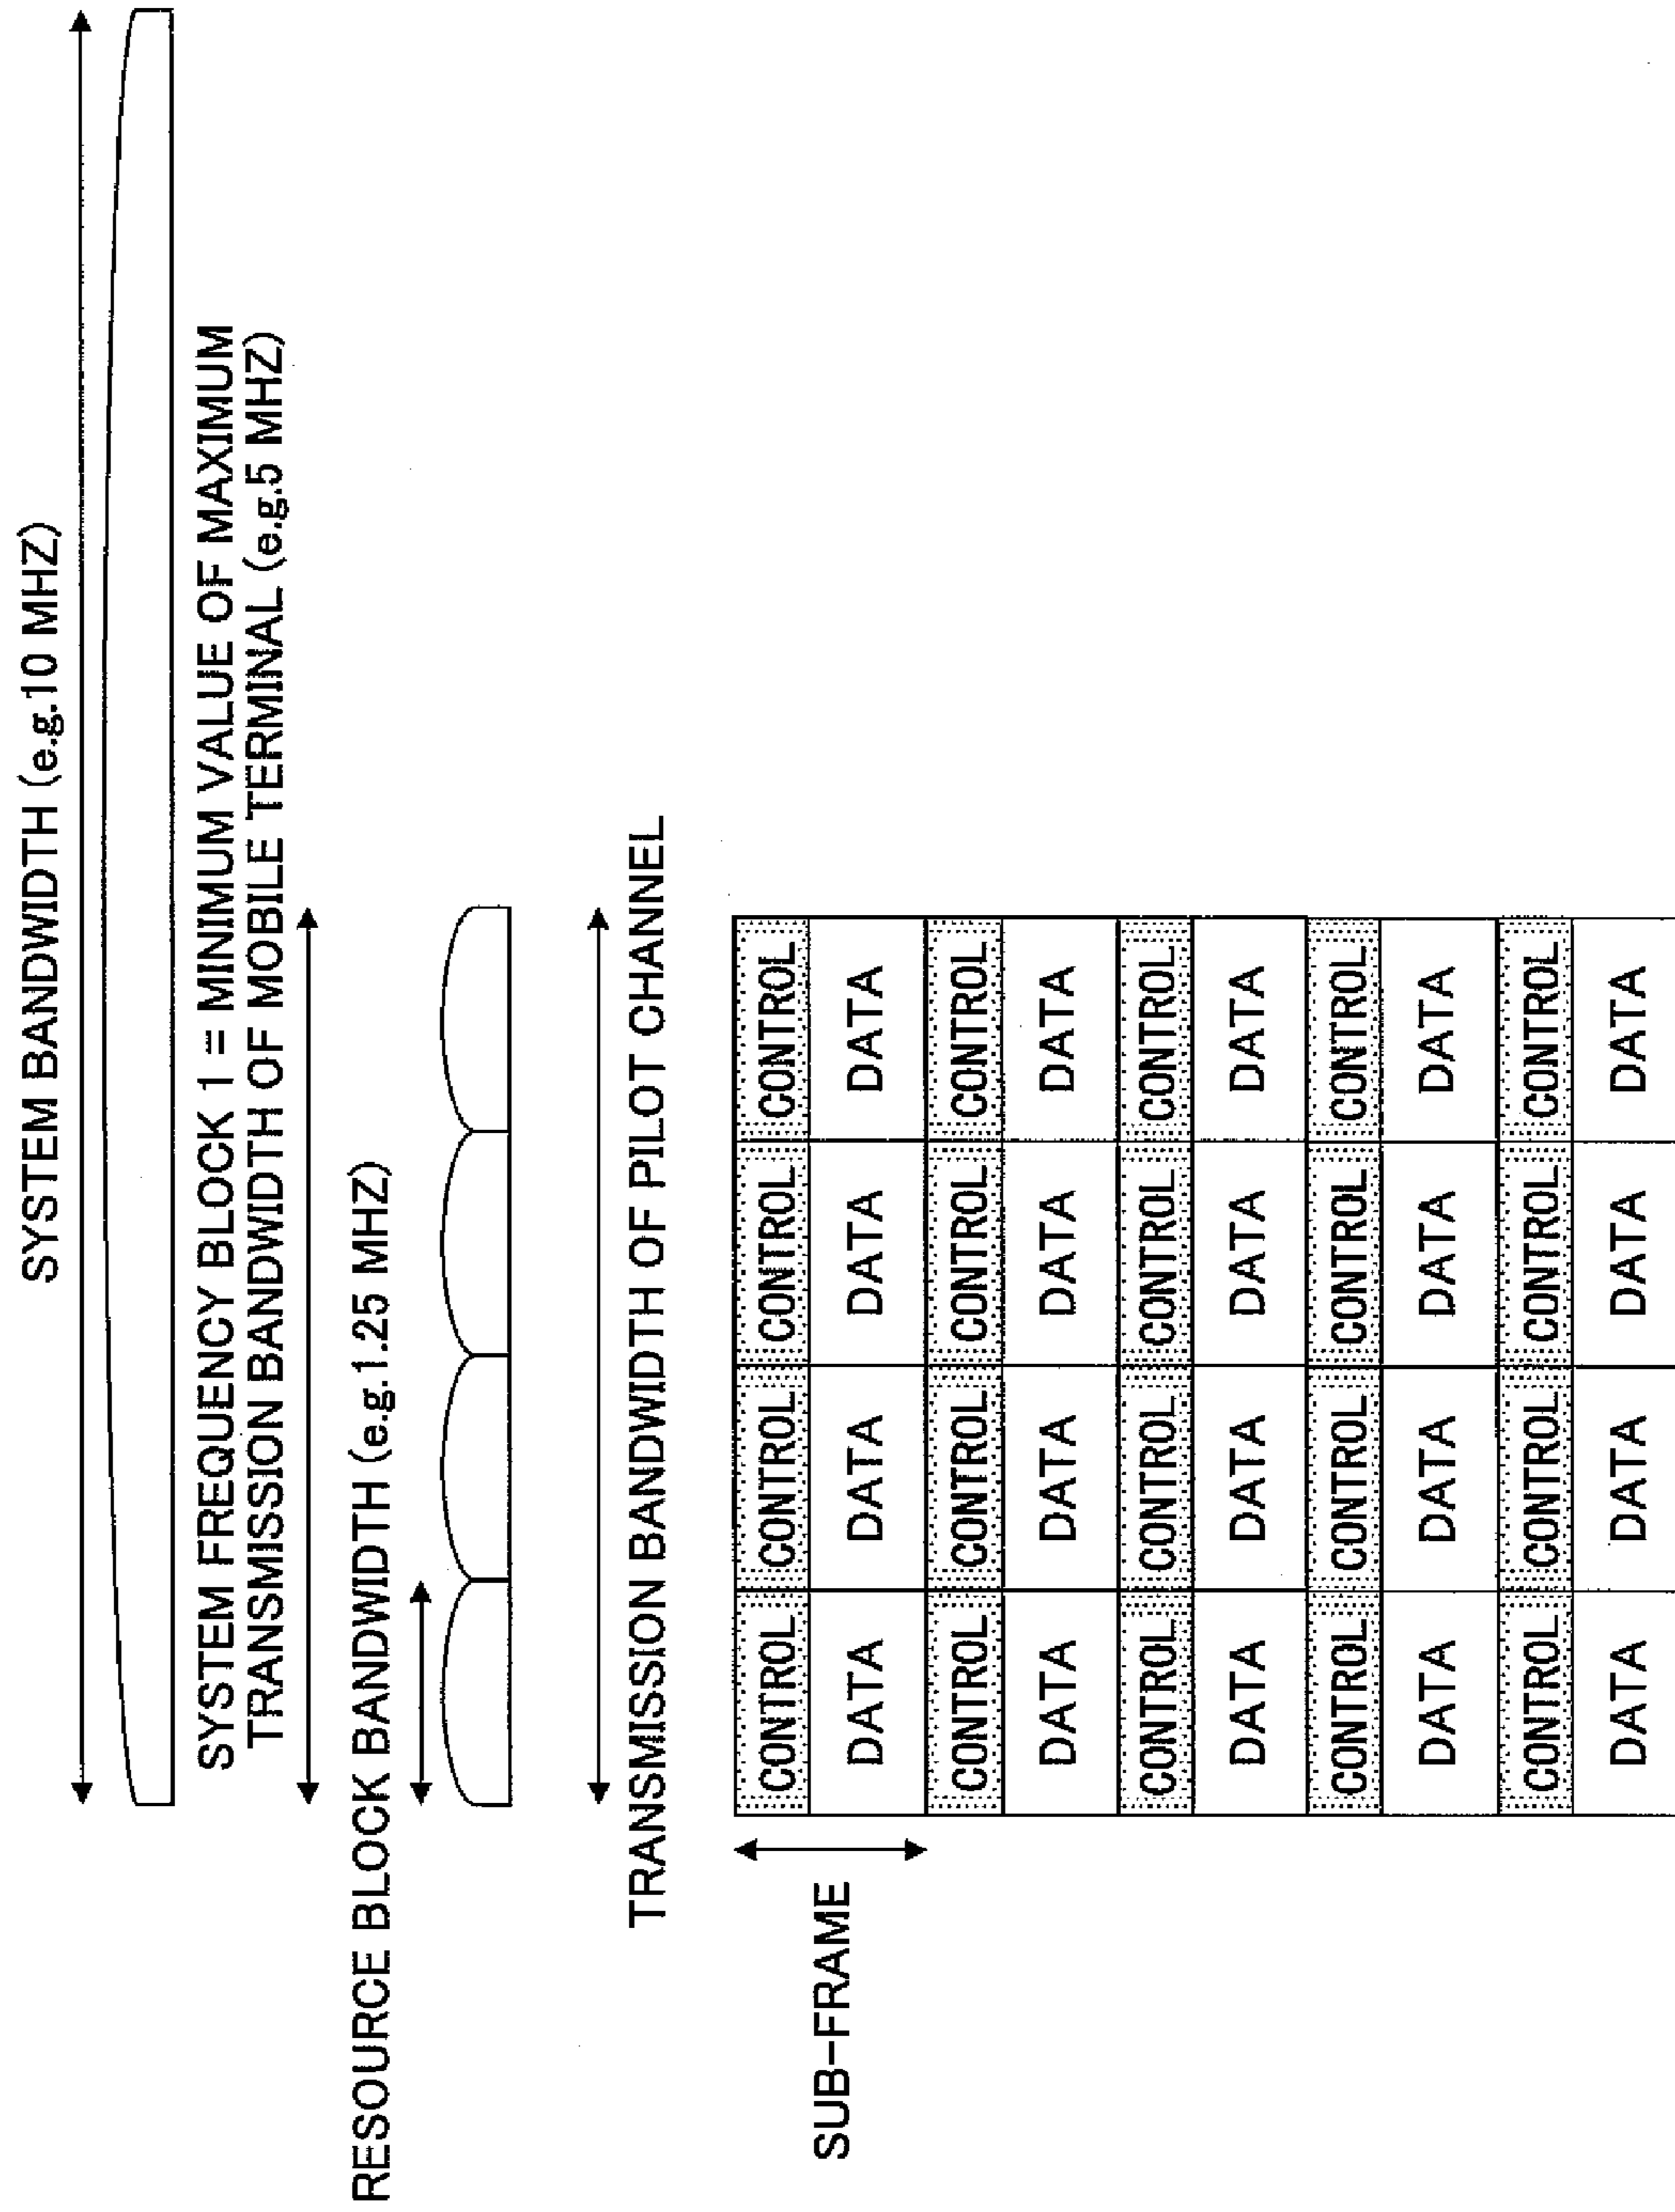 SYSTEM BANDWIDTH (e.g.10 MHZ)
SYSTEM FREQUENCY BLOCK 1 = MINIMUM VALUE OF MAXIMUM
TRANSMISSION BANDWIDTH OF MOBILE TERMINAL (e.g.5 MHZ)
RESOURCE BLOCK BANDWIDTH (e.g.1.25 MHZ)
TRANSMISSION BANDWIDTH OF PILOT CHANNEL
SUB-FRAME
CONTROL CONTROL CONTROL CONTROL
DATA DATA DATA DATA
CONTROL CONTROL CONTROL CONTROL
DATA DATA DATA DATA
CONTROL CONTROL CONTROL CONTROL
DATA DATA DATA DATA
CONTROL CONTROL CONTROL CONTROL
DATA DATA DATA DATA
CONTROL CONTROL CONTROL CONTROL
DATA DATA DATA DATA